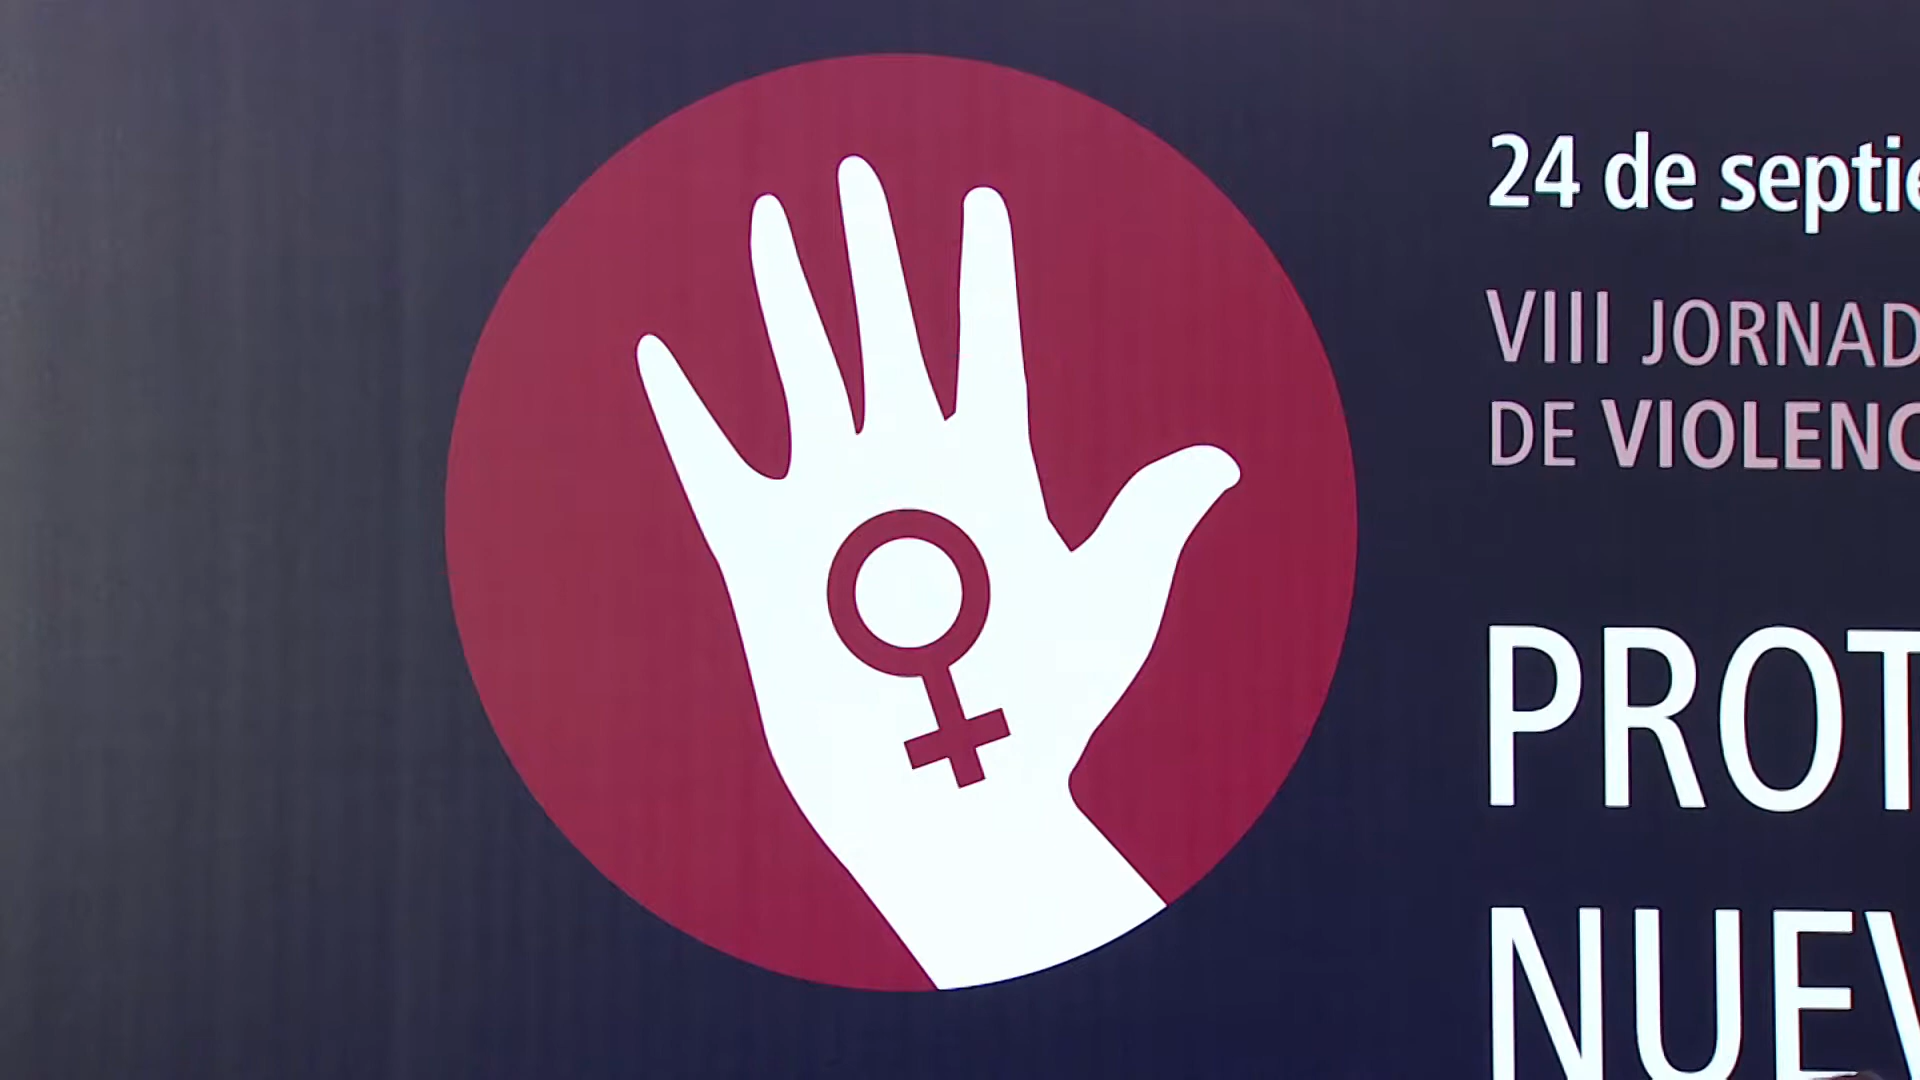 24 de septie
VIII JORNAD
DE VIOLENC
PROT
NUEV